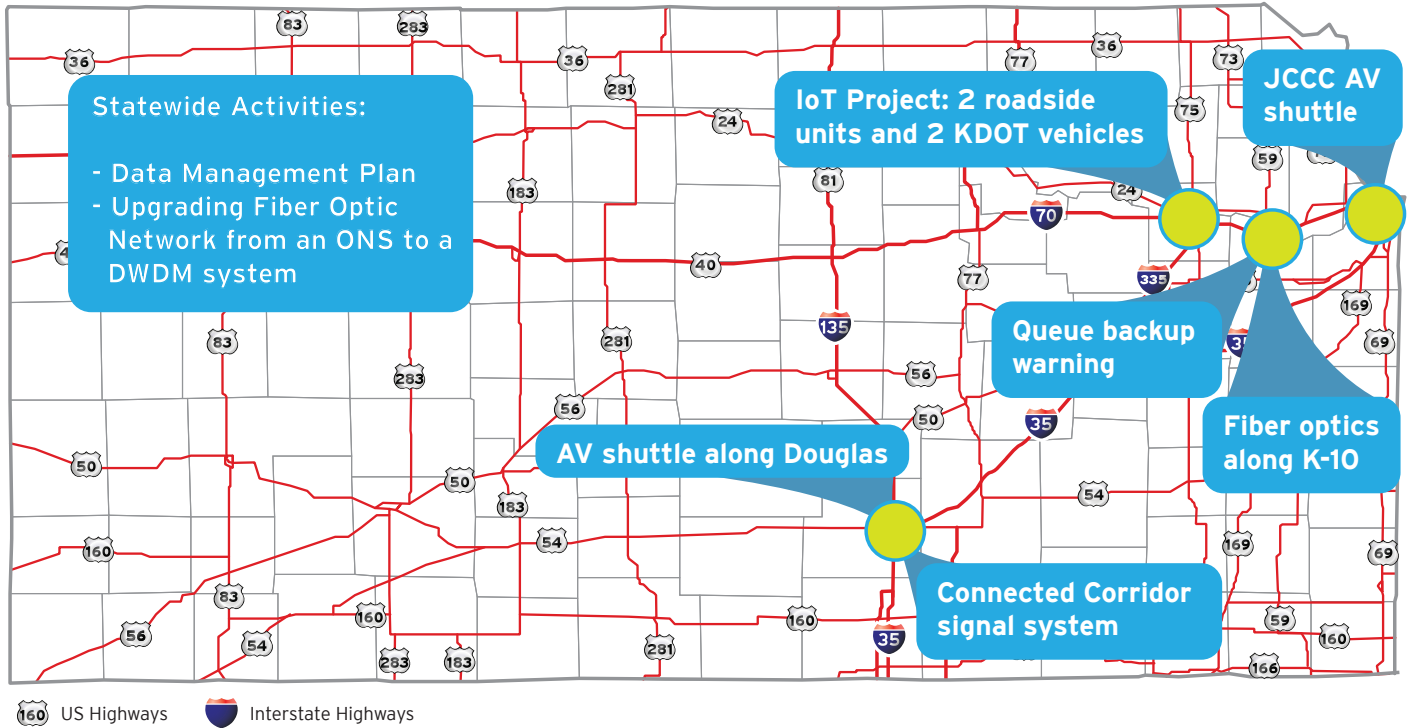 83
283
36
36
36
77
73
281
24
75
59
183
81
24
70
40
77
335
135
169
83
281
69
283
56
56
50
35
50
50
54
183
54
160
169
69
83
160
160
59
56
54
35
160
283
183
281
166
Statewide Activities:
- Data Management Plan
- Upgrading Fiber Optic
Network from an ONS to a
DWDM system
IoT Project: 2 roadside
units and 2 KDOT vehicles
JCCC AV
shuttle
Queue backup
warning
Fiber optics
along K-10
AV shuttle along Douglas
Connected Corridor
signal system
160 US Highways
Interstate Highways